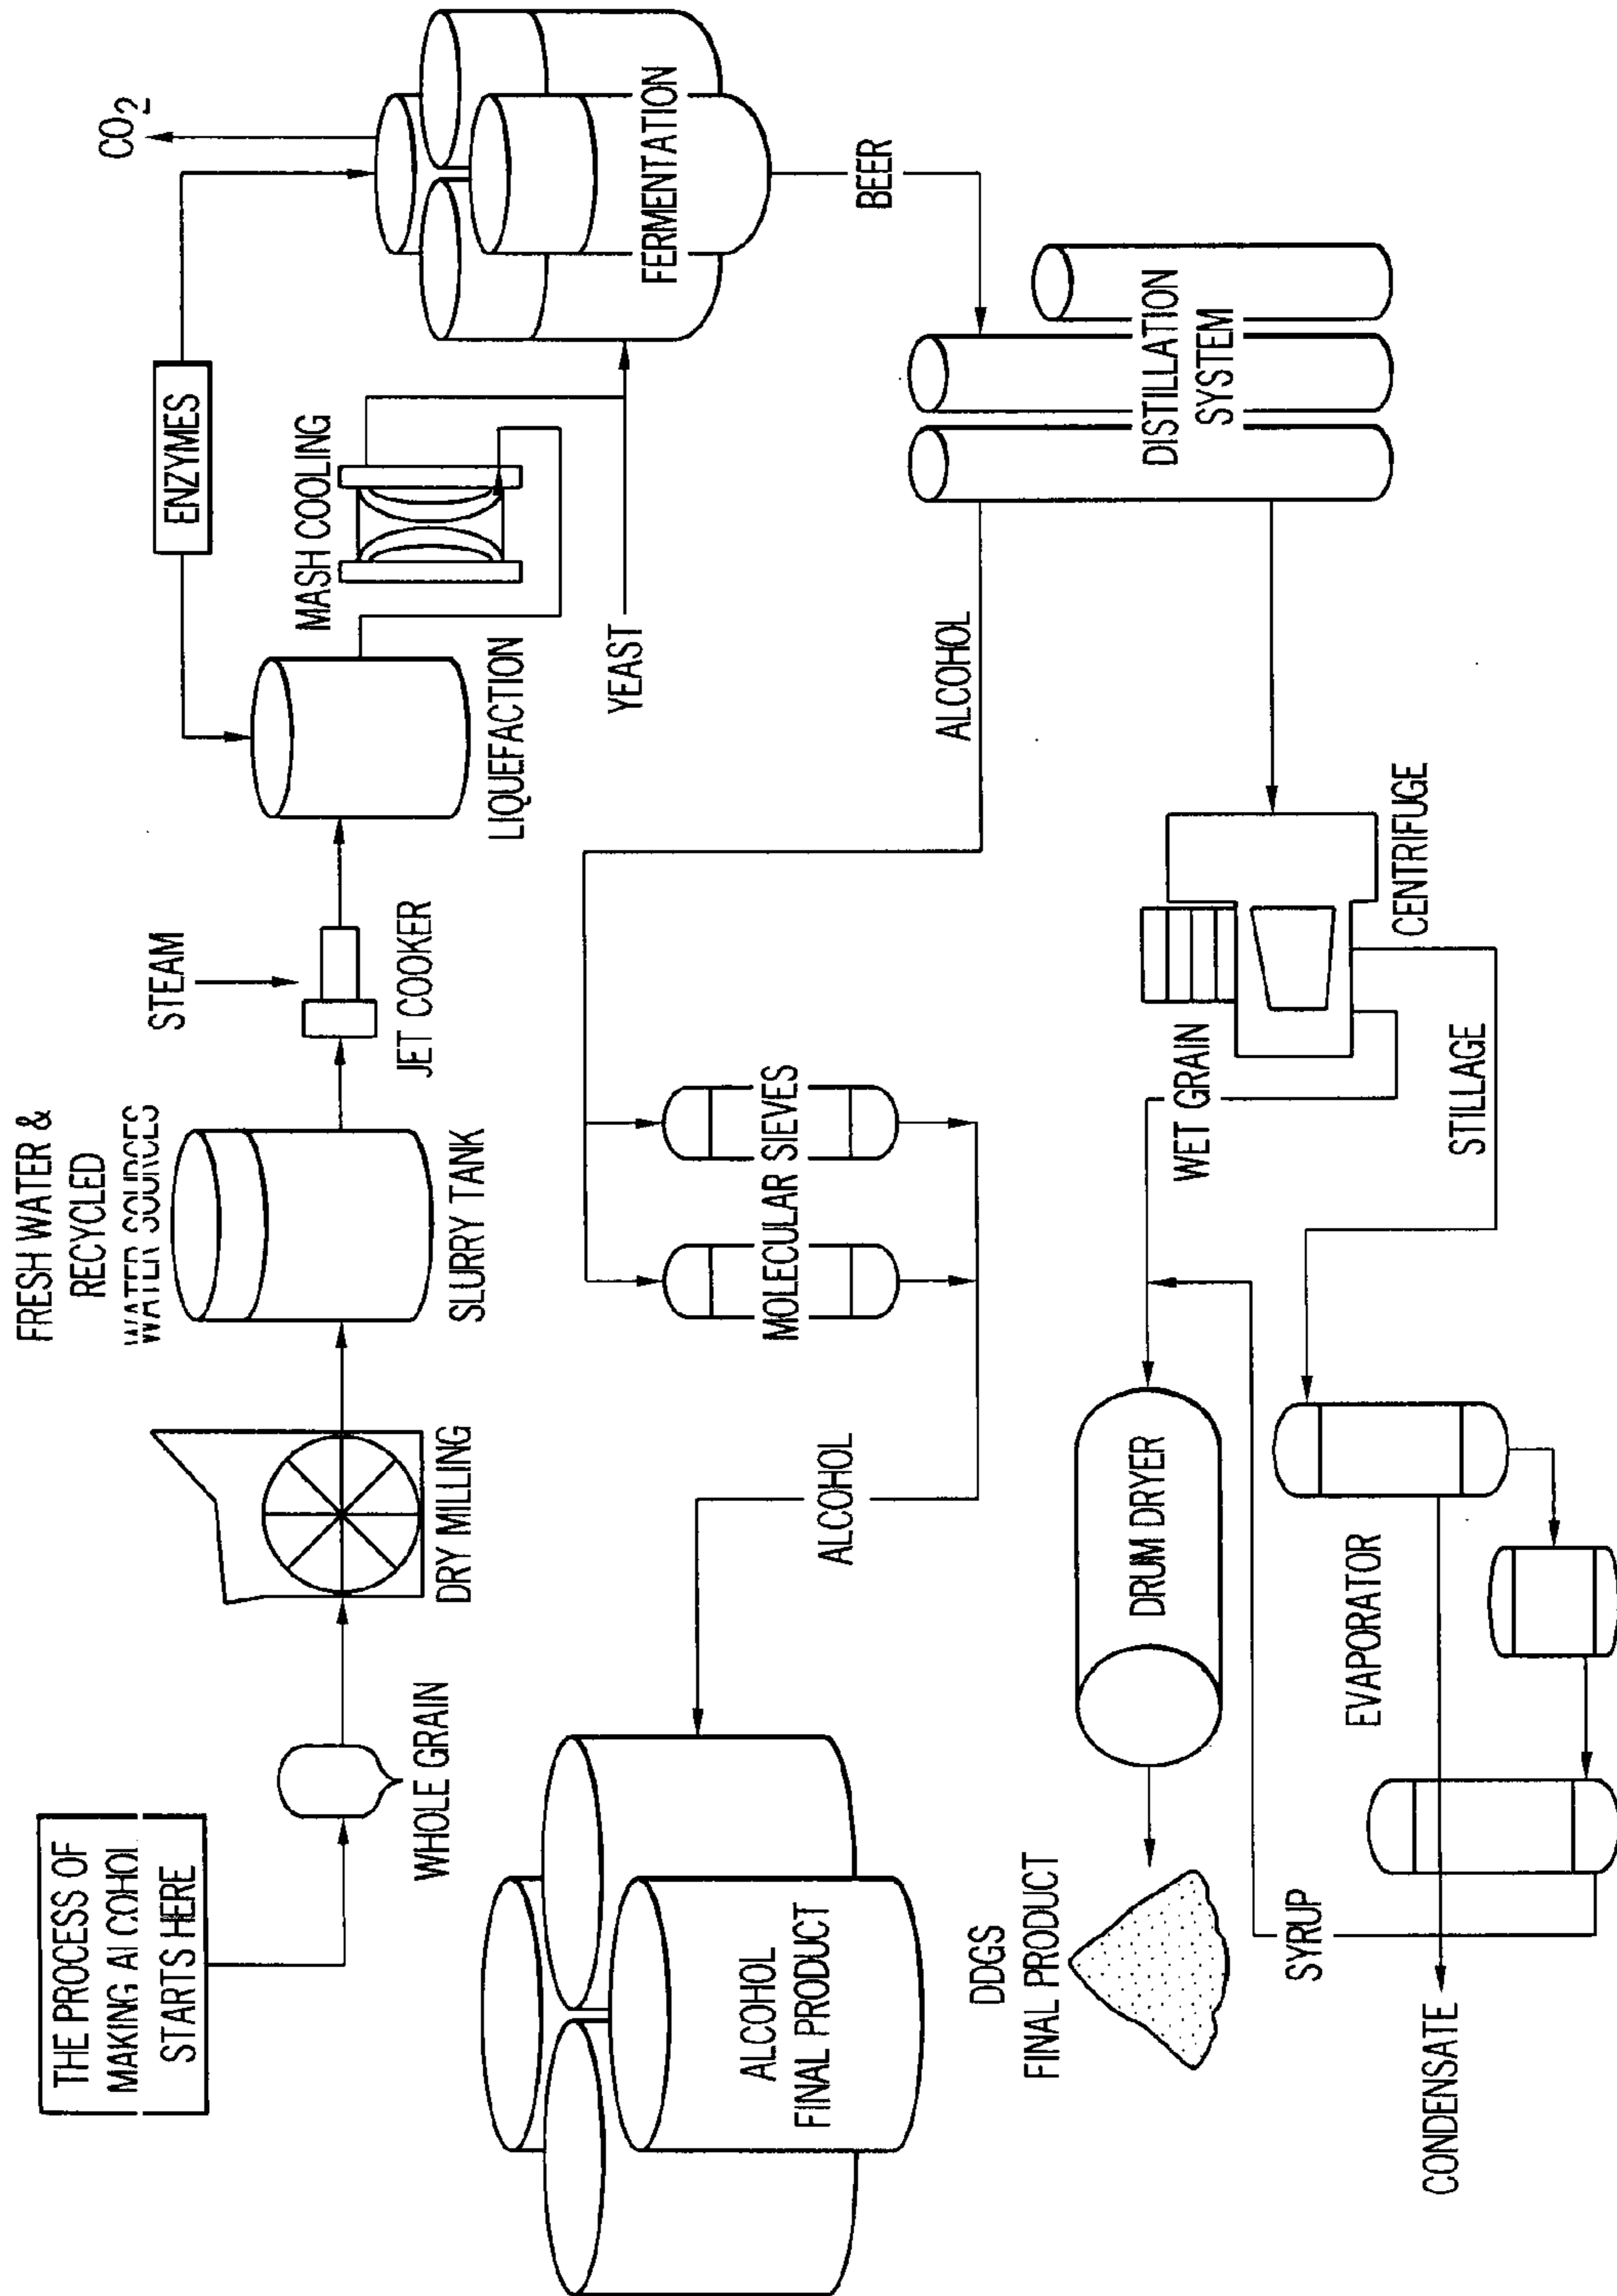 THE PROCESS OF
MAKING ALCOHOL
STARTS HERE
WHOLE GRAIN
DRY MILLING
FRESH WATER &
RECYCLED
WATER SOURCES
SLURRY TANK
STEAM
JET COOKER
LIQUEFACTION
ENZYMES
MASH COOLING
YEAST
CO₂
FERMENTATION
BEER
DISTILLATION
SYSTEM
ALCOHOL
MOLECULAR SIEVES
ALCOHOL
ALCOHOL
FINAL PRODUCT
CENTRIFUGE
WET GRAIN
STILLAGE
DRUM DRYER
DDGS
FINAL PRODUCT
EVAPORATOR
SYRUP
CONDENSATE